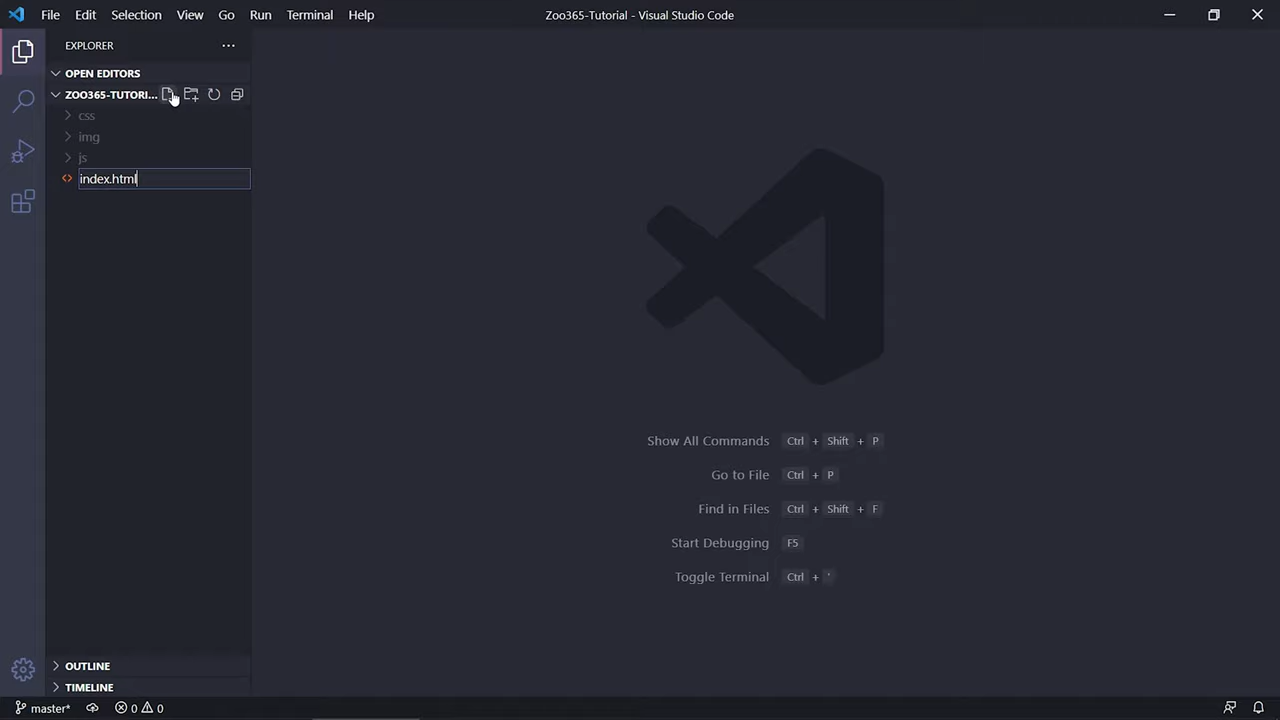 File Edit Selection View Go Run Terminal Help
Zoo365-Tutorial - Visual Studio Code
EXPLORER
OPEN EDITORS
ZOO365-TUTORI...
css
img
js
index.html
Show All Commands Ctrl + Shift + P
Go to File Ctrl + P
Find in Files Ctrl + Shift + F
Start Debugging F5
Toggle Terminal Ctrl + '
OUTLINE
TIMELINE
master* 0 0